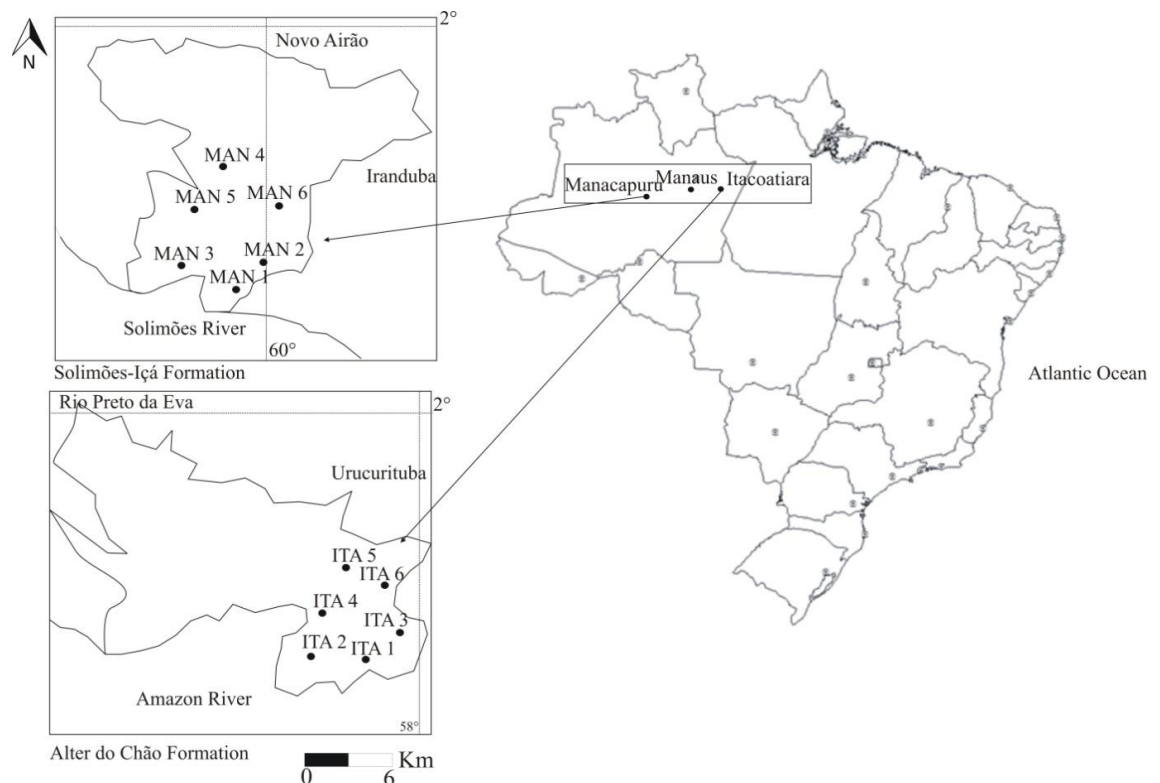 2°
Novo Airão
N
MAN 4
Iranduba
MAN 5
MAN 6
MAN 3
MAN 2
MAN 1
Solimões River
60°
Solimões-Içá Formation
Manacapuru
Manaus
Itacoatiara
Atlantic Ocean
Rio Preto da Eva
2°
Urucurituba
ITA 5
ITA 6
ITA 4
ITA 3
ITA 2
ITA 1
Amazon River
58°
Alter do Chão Formation
Km
0
6